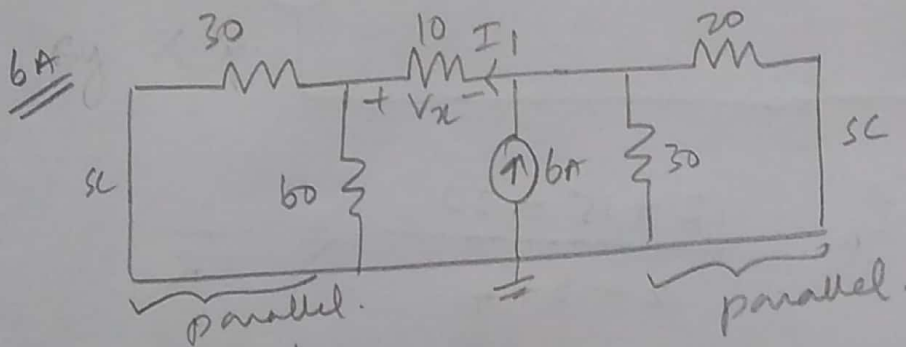 30 10 I1 20
6A
+ Vx -
SC 60 6A 30 SC
parallel. parallel.